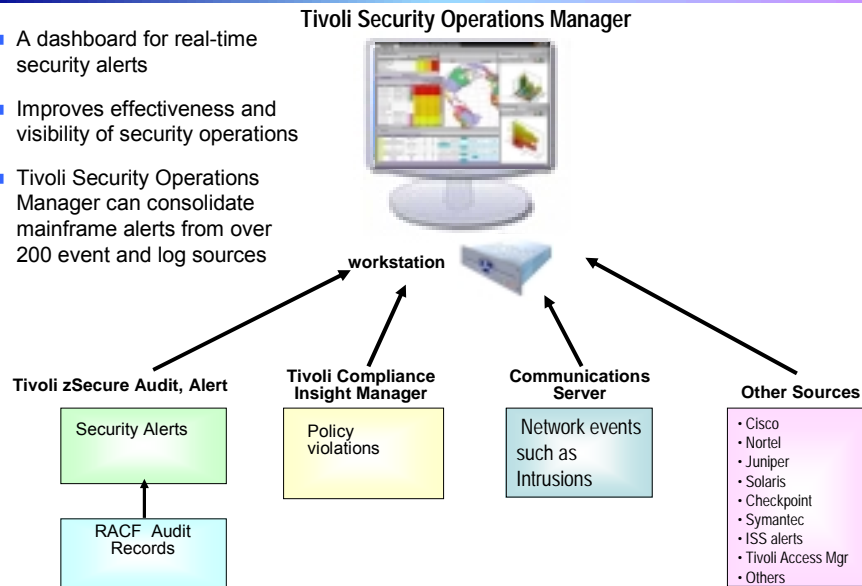 Tivoli Security Operations Manager
A dashboard for real-time
security alerts
Improves effectiveness and
visibility of security operations
Tivoli Security Operations
Manager can consolidate
mainframe alerts from over
200 event and log sources
workstation
Tivoli zSecure Audit, Alert
Security Alerts
RACF Audit
Records
Tivoli Compliance
Insight Manager
Policy
violations
Communications
Server
Network events
such as
Intrusions
Other Sources
• Cisco
• Nortel
• Juniper
• Solaris
• Checkpoint
• Symantec
• ISS alerts
• Tivoli Access Mgr
• Others